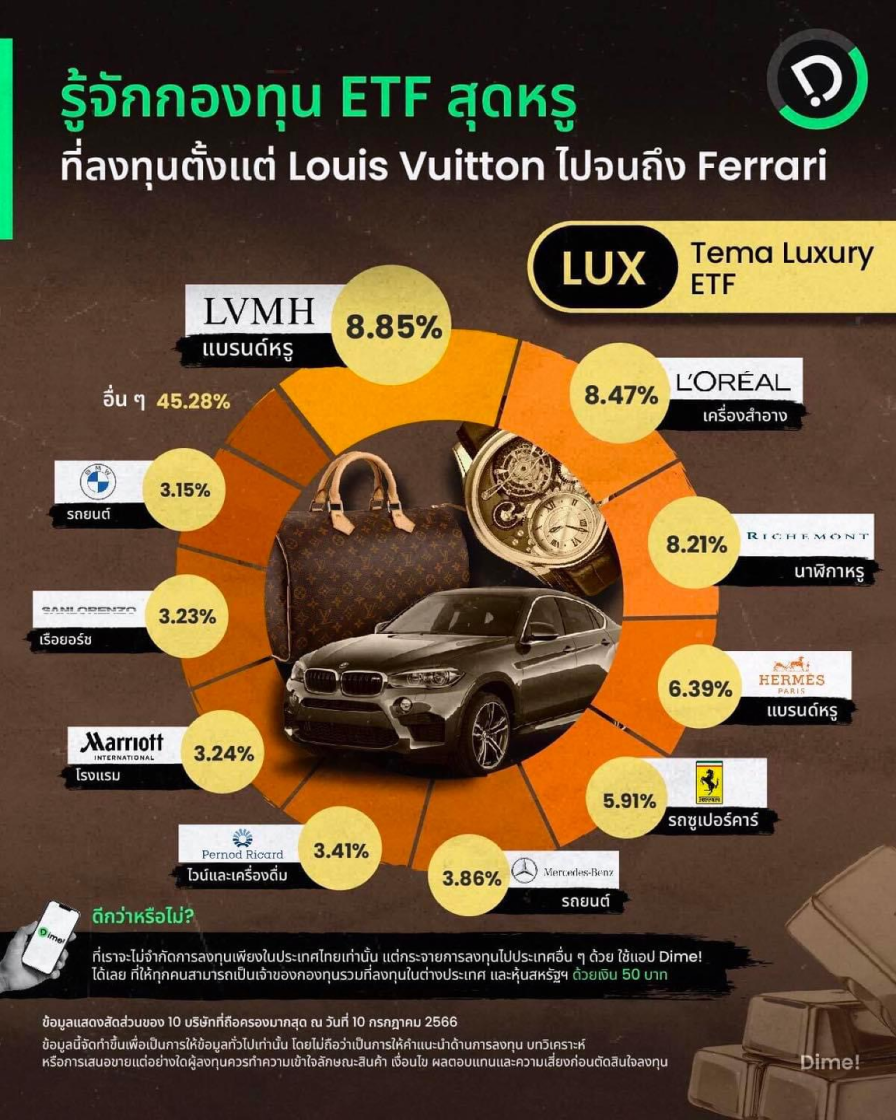 รู้จักกองทุน ETF สุดหรู
ที่ลงทุนตั้งแต่ Louis Vuitton ไปจนถึง Ferrari
LUX
Tema Luxury
ETF
LVMH
แบรนด์หรู
8.85%
8.47%
L'ORÉAL
เครื่องสำอาง
อื่น ๆ 45.28%
BMW
รถยนต์
3.15%
8.21%
RICHEMONT
นาฬิกาหรู
SANLORENZO
เรือยอร์ช
3.23%
6.39%
HERMÈS
PARIS
แบรนด์หรู
Marriott
INTERNATIONAL
โรงแรม
3.24%
5.91%
Ferrari
รถซูเปอร์คาร์
Pernod Ricard
ไวน์และเครื่องดื่ม
3.41%
3.86%
Mercedes-Benz
รถยนต์
Dime!
ดีกว่าหรือไม่?
ที่เราจะไม่จำกัดการลงทุนเพียงในประเทศไทยเท่านั้น แต่กระจายการลงทุนไปประเทศอื่น ๆ ด้วย ใช้แอป Dime!
ได้เลย ที่ให้ทุกคนสามารถเป็นเจ้าของกองทุนรวมที่ลงทุนในต่างประเทศ และหุ้นสหรัฐฯ ด้วยเงิน 50 บาท
ข้อมูลแสดงสัดส่วนของ 10 บริษัทที่ถือครองมากสุด ณ วันที่ 10 กรกฎาคม 2566
ข้อมูลนี้จัดทำขึ้นเพื่อเป็นการให้ข้อมูลทั่วไปเท่านั้น โดยไม่ถือว่าเป็นการให้คำแนะนำด้านการลงทุน บทวิเคราะห์
หรือการเสนอขายแต่อย่างใดผู้ลงทุนควรทำความเข้าใจลักษณะสินค้า เงื่อนไข ผลตอบแทนและความเสี่ยงก่อนตัดสินใจลงทุน
Dime!